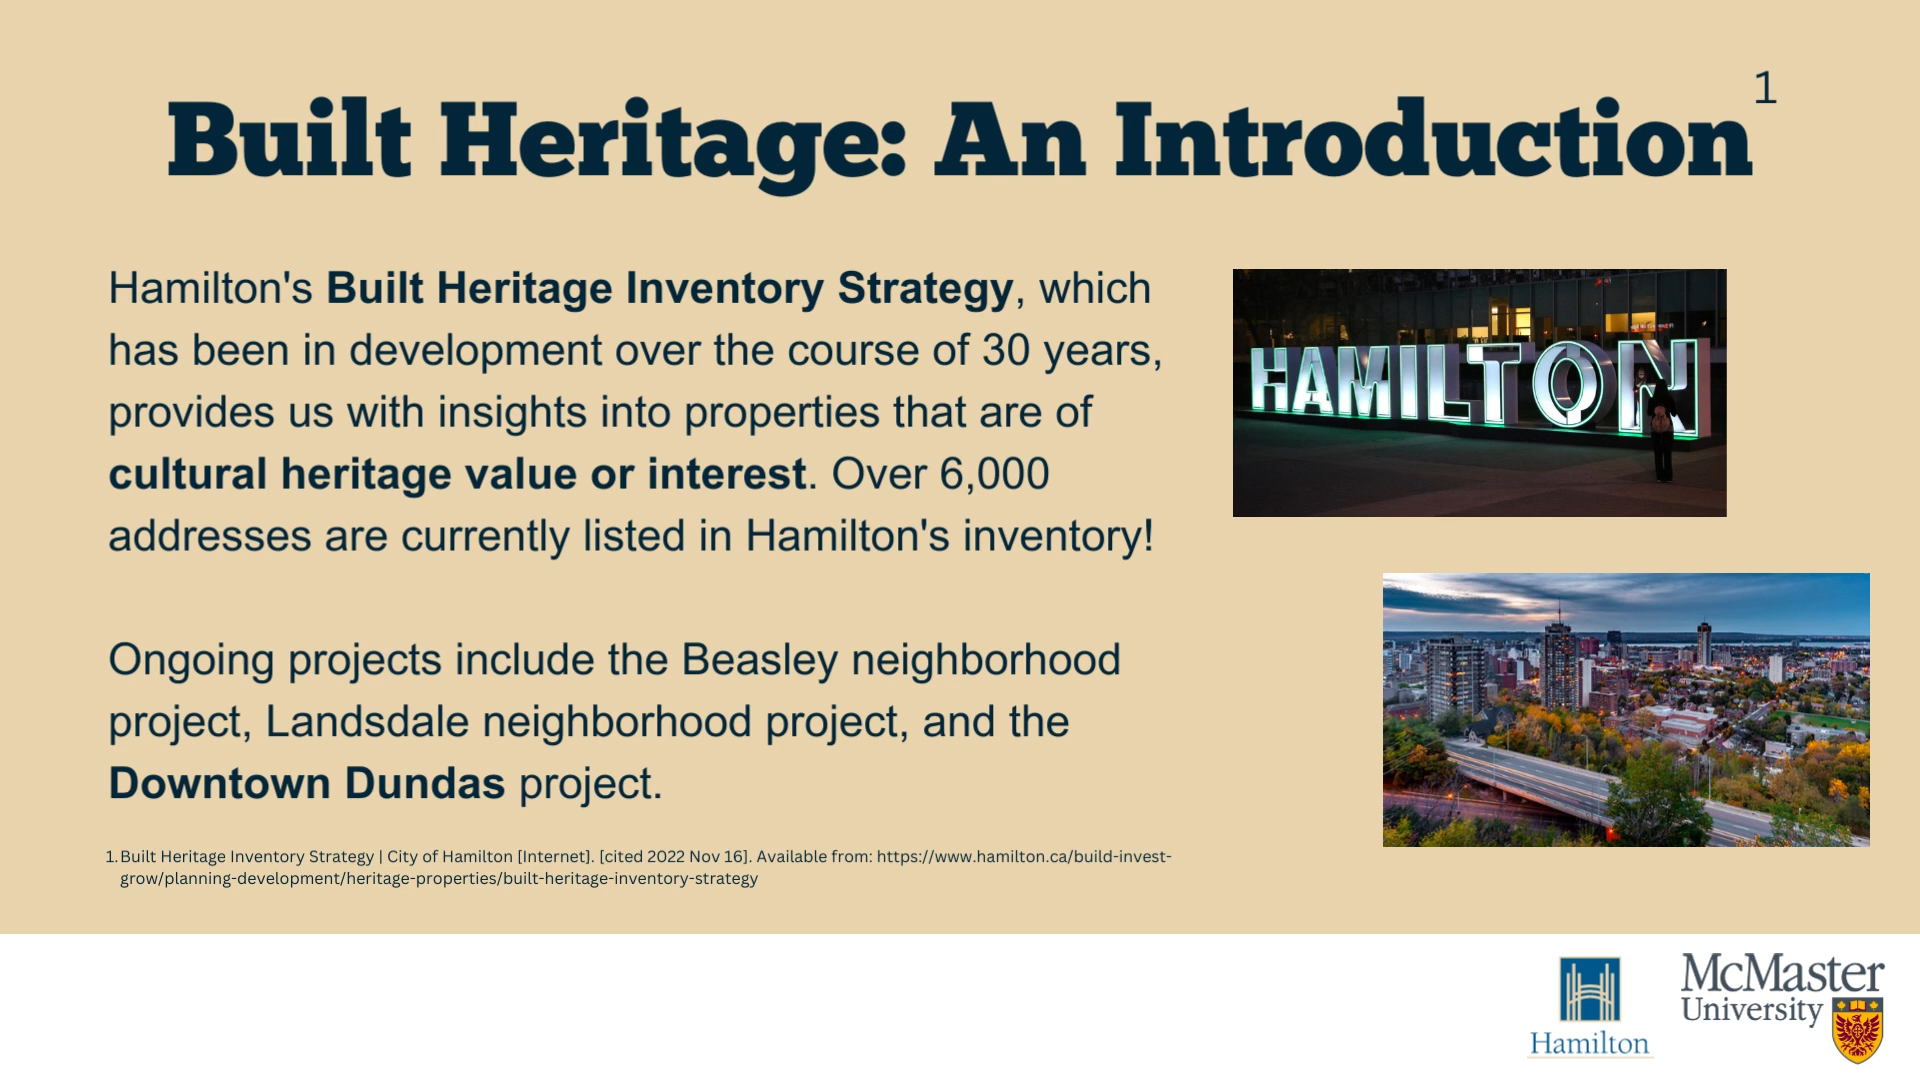 Built Heritage: An Introduction 1
Hamilton's Built Heritage Inventory Strategy, which
has been in development over the course of 30 years,
provides us with insights into properties that are of
cultural heritage value or interest. Over 6,000
addresses are currently listed in Hamilton's inventory!
HAMILTON
Ongoing projects include the Beasley neighborhood
project, Landsdale neighborhood project, and the
Downtown Dundas project.
1. Built Heritage Inventory Strategy | City of Hamilton [Internet]. [cited 2022 Nov 16]. Available from: https://www.hamilton.ca/build-invest-
grow/planning-development/heritage-properties/built-heritage-inventory-strategy
Hamilton
McMaster
University